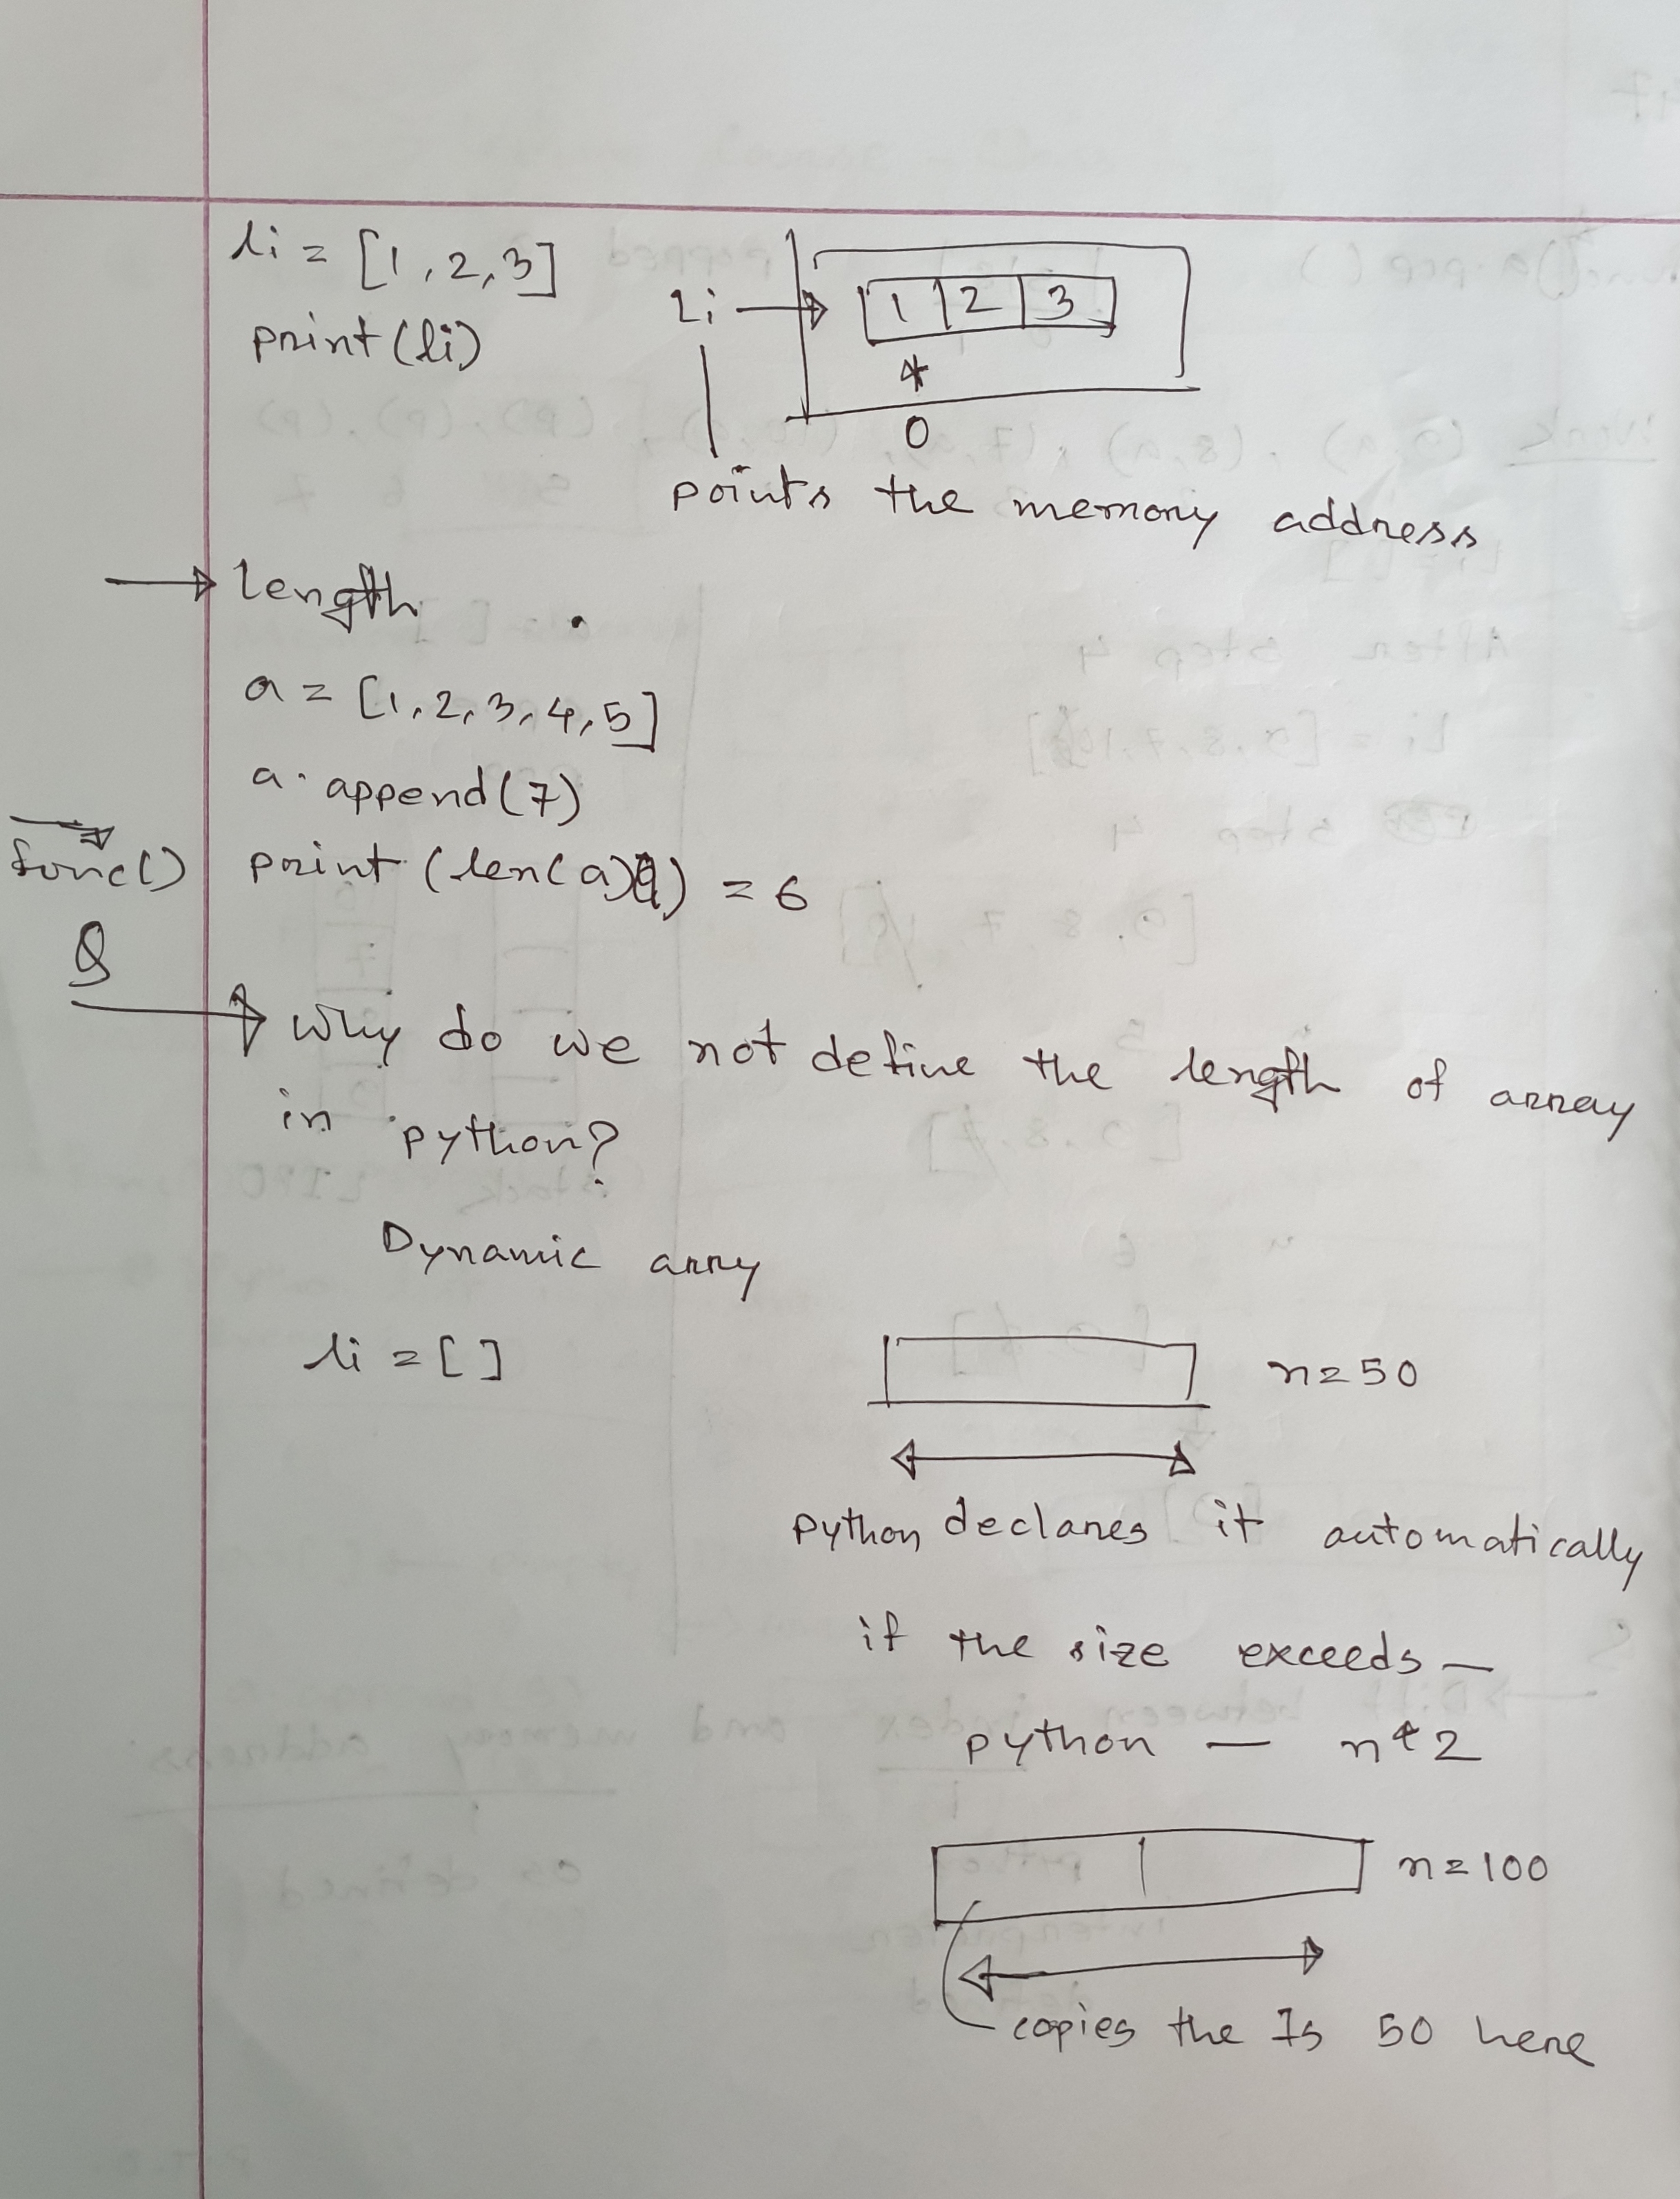 li = [1, 2, 3]
print(li)
Li → 1 2 3
*
0
points the memory address
→ length
a = [1, 2, 3, 4, 5]
a. append(7)
func() print (len(a)) = 6
Q
→ Why do we not define the length of array
in python?
Dynamic arry
li = [ ]
n = 50
Python declares it automatically
if the size exceeds —
python — n * 2
n = 100
copies the Is 50 here